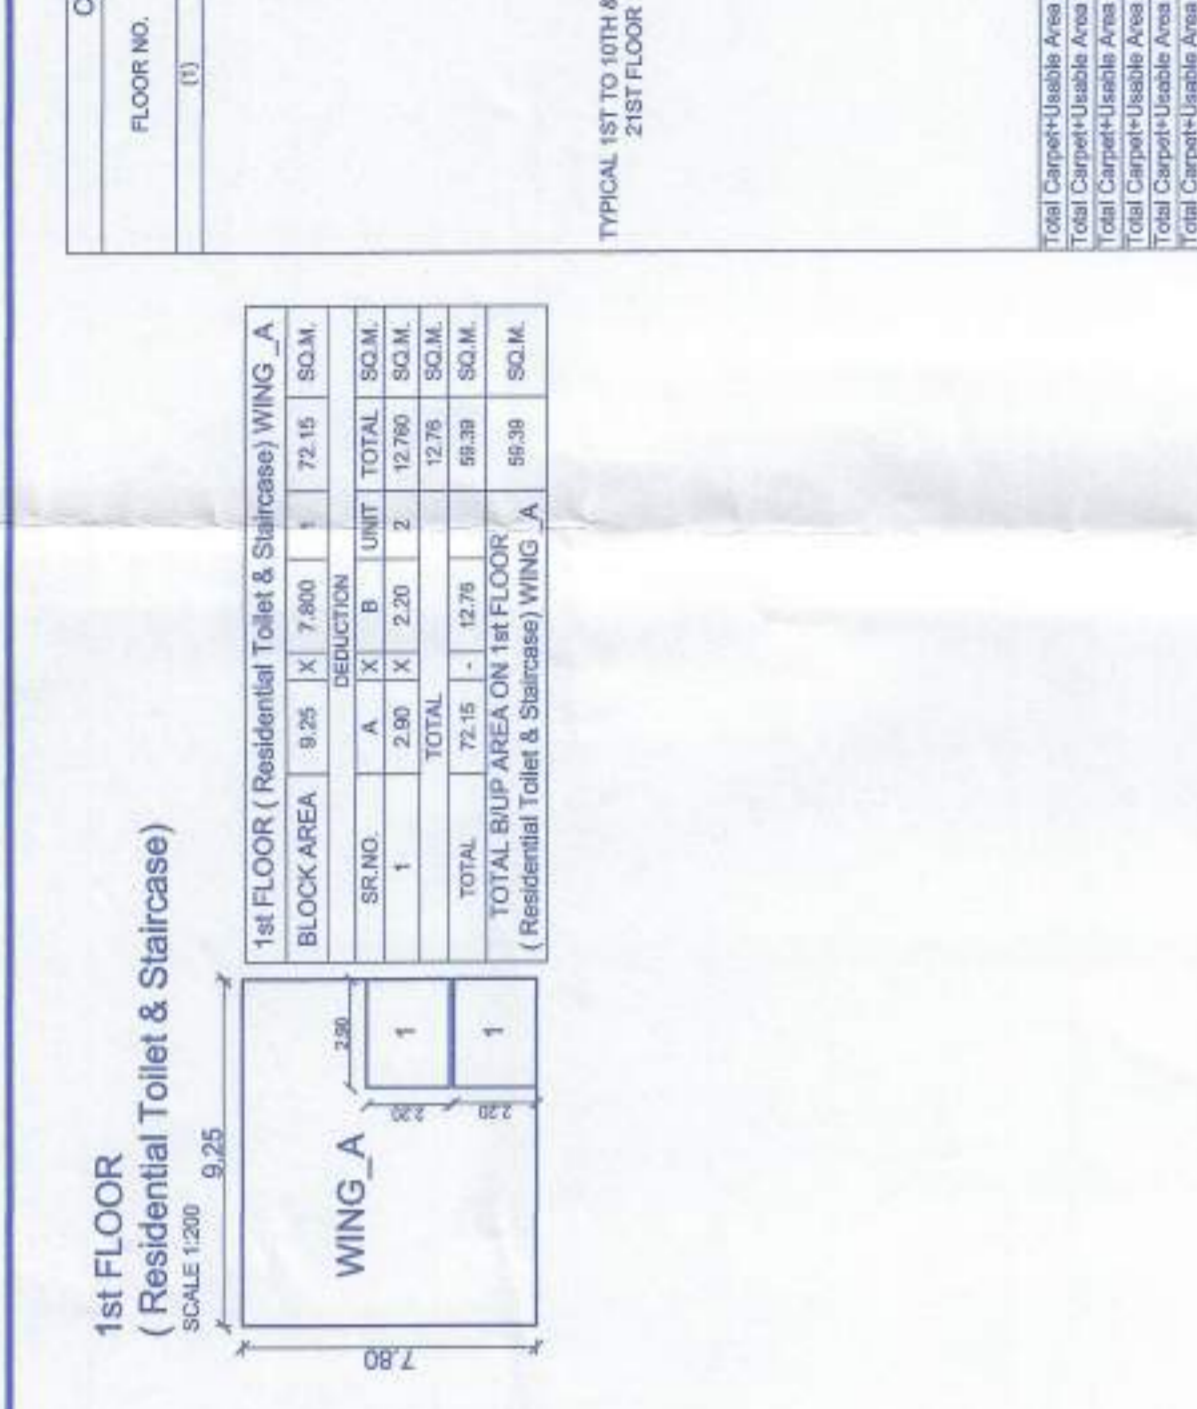 1st FLOOR
( Residential Toilet & Staircase)
SCALE 1:200
9.25
7.80
WING_A
2.90
2.20
2.20
1
1
1st FLOOR ( Residential Toilet & Staircase) WING _A
BLOCK AREA 9.25 X 7.800 1 72.15 SQ.M.
DEDUCTION
SR.NO. A X B UNIT TOTAL SQ.M.
1 2.90 X 2.20 2 12.760 SQ.M.
TOTAL 12.76 SQ.M.
TOTAL 72.15 - 12.76 59.39 SQ.M.
TOTAL B/UP AREA ON 1st FLOOR
( Residential Toilet & Staircase) WING _A 59.39 SQ.M.
FLOOR NO.
(1)
TYPICAL 1ST TO 10TH &
21ST FLOOR
Total Carpet+Usable Area
Total Carpet+Usable Area
Total Carpet+Usable Area
Total Carpet+Usable Area
Total Carpet+Usable Area
Total Carpet+Usable Area